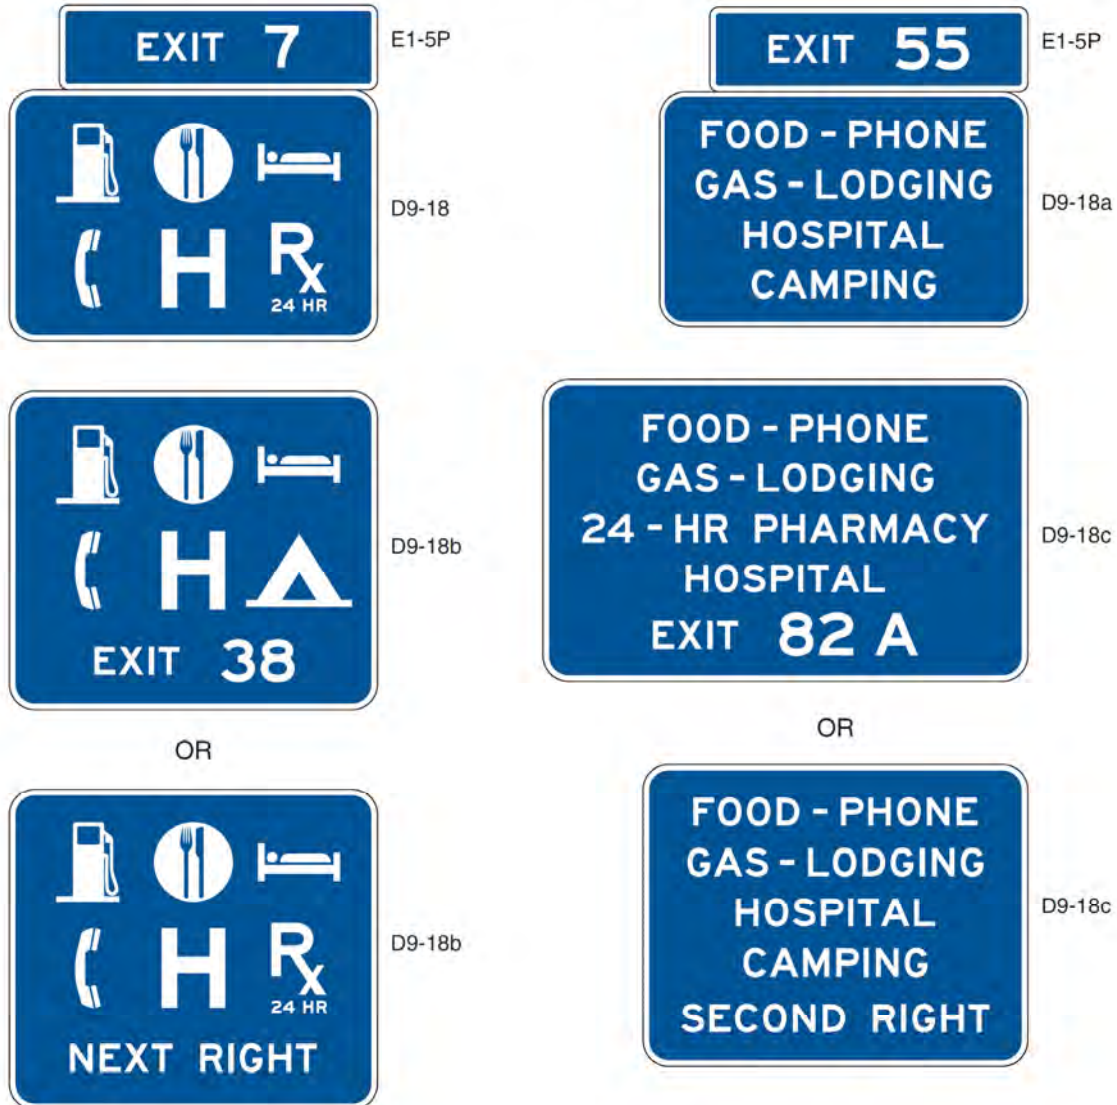 EXIT 7
E1-5P
D9-18
H
Rx
24 HR
D9-18b
H
EXIT 38
OR
D9-18b
H
Rx
24 HR
NEXT RIGHT
EXIT 55
E1-5P
FOOD - PHONE
GAS - LODGING
HOSPITAL
CAMPING
D9-18a
FOOD - PHONE
GAS - LODGING
24 - HR PHARMACY
HOSPITAL
EXIT 82 A
D9-18c
OR
FOOD - PHONE
GAS - LODGING
HOSPITAL
CAMPING
SECOND RIGHT
D9-18c